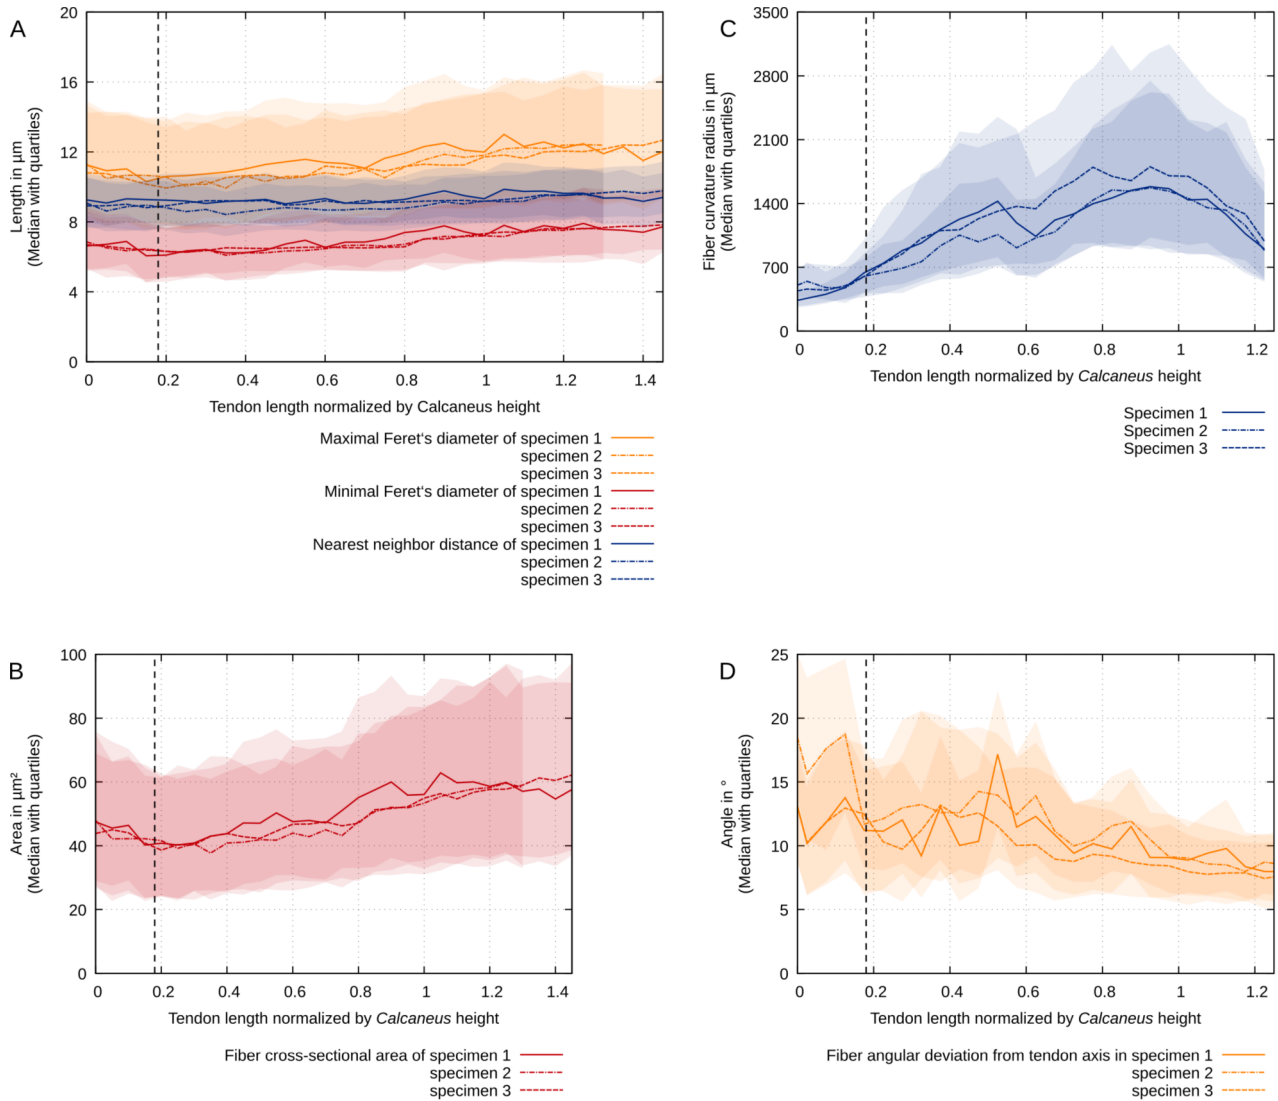 A
20
16
12
8
4
0
Length in µm
(Median with quartiles)
0 0.2 0.4 0.6 0.8 1 1.2 1.4
Tendon length normalized by Calcaneus height
Maximal Feret's diameter of specimen 1
specimen 2
specimen 3
Minimal Feret's diameter of specimen 1
specimen 2
specimen 3
Nearest neighbor distance of specimen 1
specimen 2
specimen 3
C
3500
2800
2100
1400
700
0
Fiber curvature radius in µm
(Median with quartiles)
0 0.2 0.4 0.6 0.8 1 1.2
Tendon length normalized by Calcaneus height
Specimen 1
Specimen 2
Specimen 3
B
100
80
60
40
20
0
Area in µm²
(Median with quartiles)
0 0.2 0.4 0.6 0.8 1 1.2 1.4
Tendon length normalized by Calcaneus height
Fiber cross-sectional area of specimen 1
specimen 2
specimen 3
D
25
20
15
10
5
0
Angle in °
(Median with quartiles)
0 0.2 0.4 0.6 0.8 1 1.2
Tendon length normalized by Calcaneus height
Fiber angular deviation from tendon axis in specimen 1
specimen 2
specimen 3